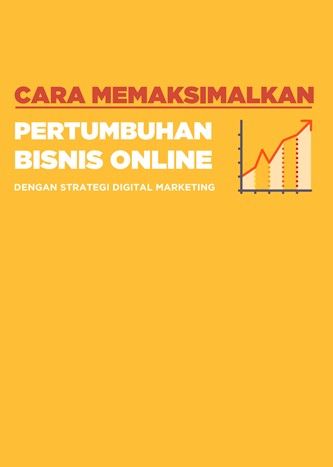 CARA MEMAKSIMALKAN
PERTUMBUHAN
BISNIS ONLINE
DENGAN STRATEGI DIGITAL MARKETING